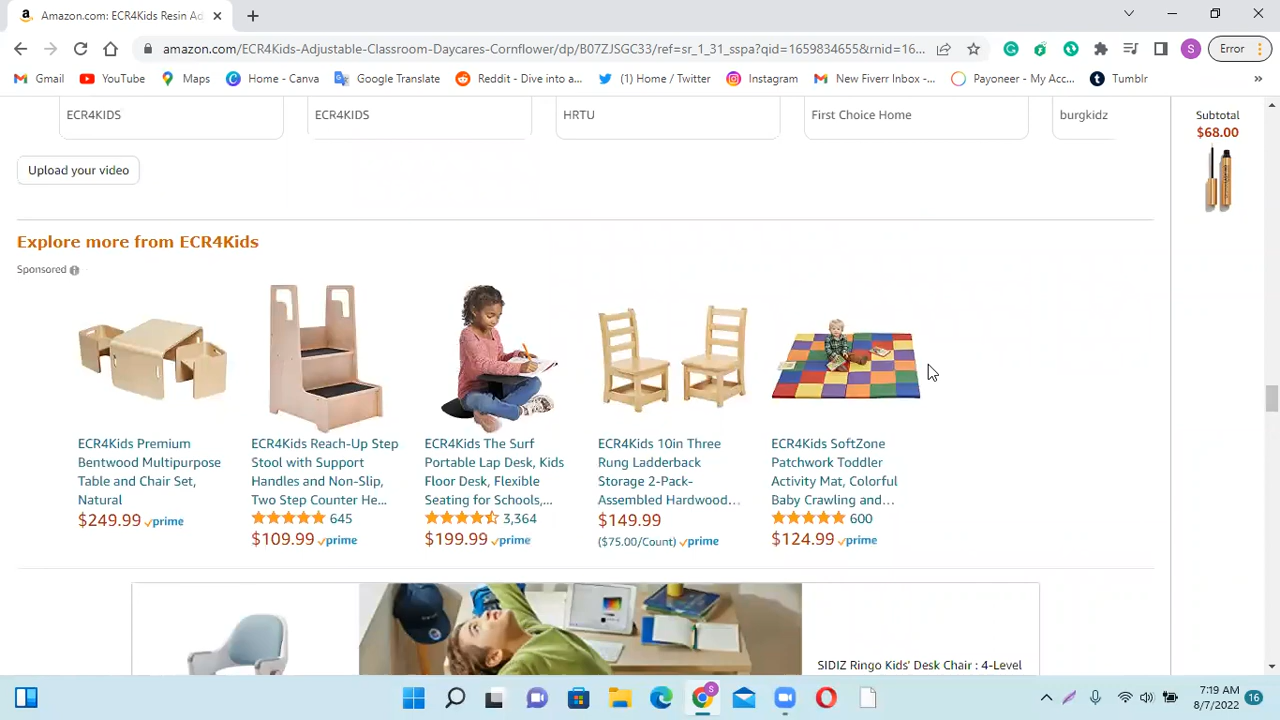 Amazon.com: ECR4Kids Resin Ad
amazon.com/ECR4Kids-Adjustable-Classroom-Daycares-Cornflower/dp/B07ZJSGC33/ref=sr_1_31_sspa?qid=1659834655&rnid=16...
S
Error
Gmail
YouTube
Maps
Home - Canva
Google Translate
Reddit - Dive into a...
(1) Home / Twitter
Instagram
New Fiverr Inbox -...
Payoneer - My Acc...
Tumblr
»
ECR4KIDS
ECR4KIDS
HRTU
First Choice Home
burgkidz
Subtotal
$68.00
Upload your video
Explore more from ECR4Kids
Sponsored
ECR4Kids Premium
Bentwood Multipurpose
Table and Chair Set,
Natural
$249.99 prime
ECR4Kids Reach-Up Step
Stool with Support
Handles and Non-Slip,
Two Step Counter He...
645
$109.99 prime
ECR4Kids The Surf
Portable Lap Desk, Kids
Floor Desk, Flexible
Seating for Schools,...
3,364
$199.99 prime
ECR4Kids 10in Three
Rung Ladderback
Storage 2-Pack-
Assembled Hardwood...
$149.99
($75.00/Count) prime
ECR4Kids SoftZone
Patchwork Toddler
Activity Mat, Colorful
Baby Crawling and...
600
$124.99 prime
SIDIZ Ringo Kids' Desk Chair : 4-Level
S
7:19 AM
8/7/2022
16